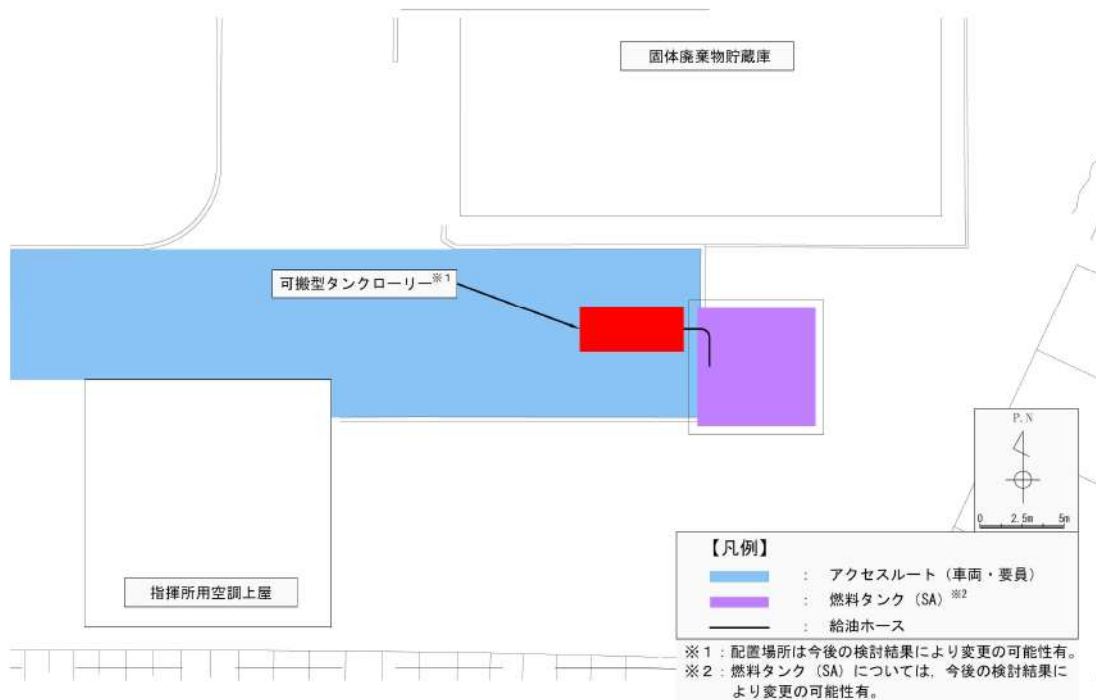 固体廃棄物貯蔵庫
可搬型タンクローリー※1
P.N
0 2.5m 5m
【凡例】
： アクセスルート（車両・要員）
： 燃料タンク（SA）※2
： 給油ホース
指揮所用空調上屋
※1：配置場所は今後の検討結果により変更の可能性有。
※2：燃料タンク（SA）については，今後の検討結果に
より変更の可能性有。